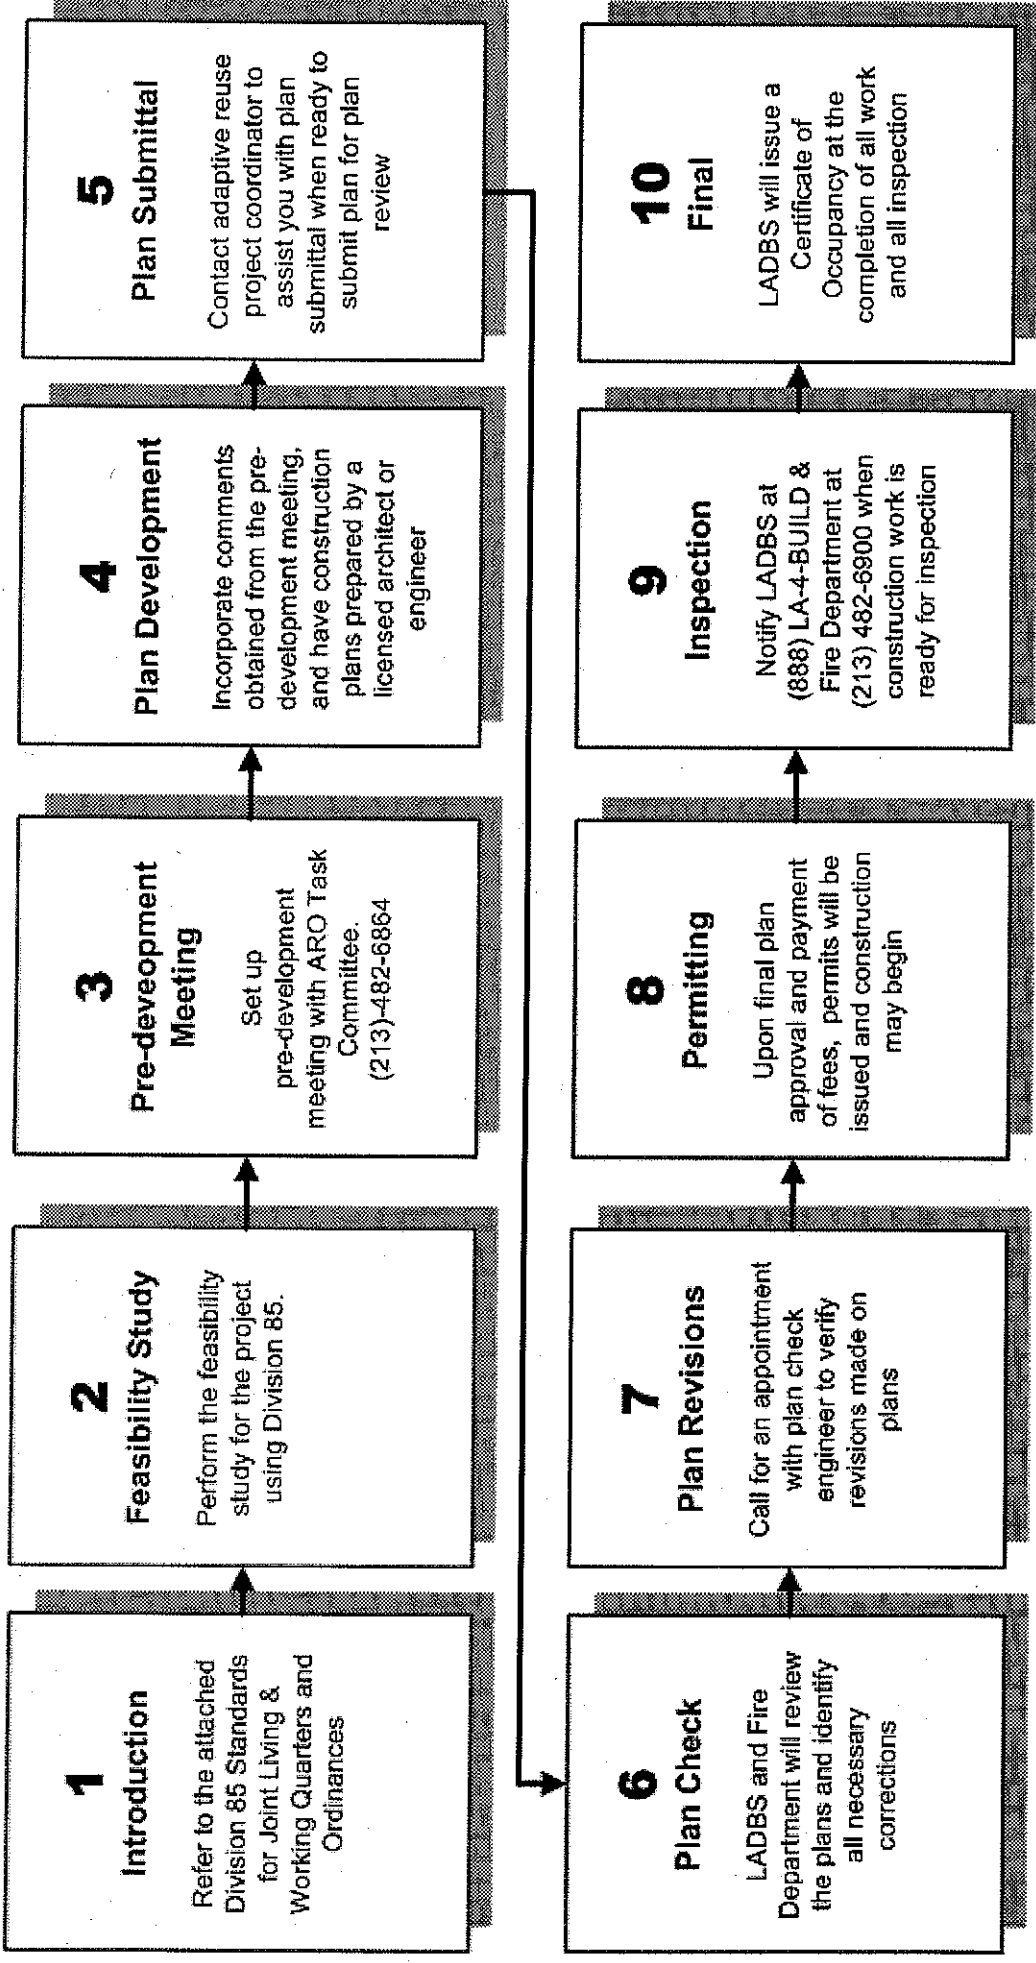 1
Introduction
Refer to the attached
Division 85 Standards
for Joint Living &
Working Quarters and
Ordinances
2
Feasibility Study
Perform the feasibility
study for the project
using Division 85.
3
Pre-deveopment
Meeting
Set up
pre-development
meeting with ARO Task
Committee.
(213)-482-6864
4
Plan Development
Incorporate comments
obtained from the pre-
development meeting,
and have construction
plans prepared by a
licensed architect or
engineer
5
Plan Submittal
Contact adaptive reuse
project coordinator to
assist you with plan
submittal when ready to
submit plan for plan
review
6
Plan Check
LADBS and Fire
Department will review
the plans and identify
all necessary
corrections
7
Plan Revisions
Call for an appointment
with plan check
engineer to verify
revisions made on
plans
8
Permitting
Upon final plan
approval and payment
of fees, permits will be
issued and construction
may begin
9
Inspection
Notify LADBS at
(888) LA-4-BUILD &
Fire Department at
(213) 482-6900 when
construction work is
ready for inspection
10
Final
LADBS will issue a
Certificate of
Occupancy at the
completion of all work
and all inspection